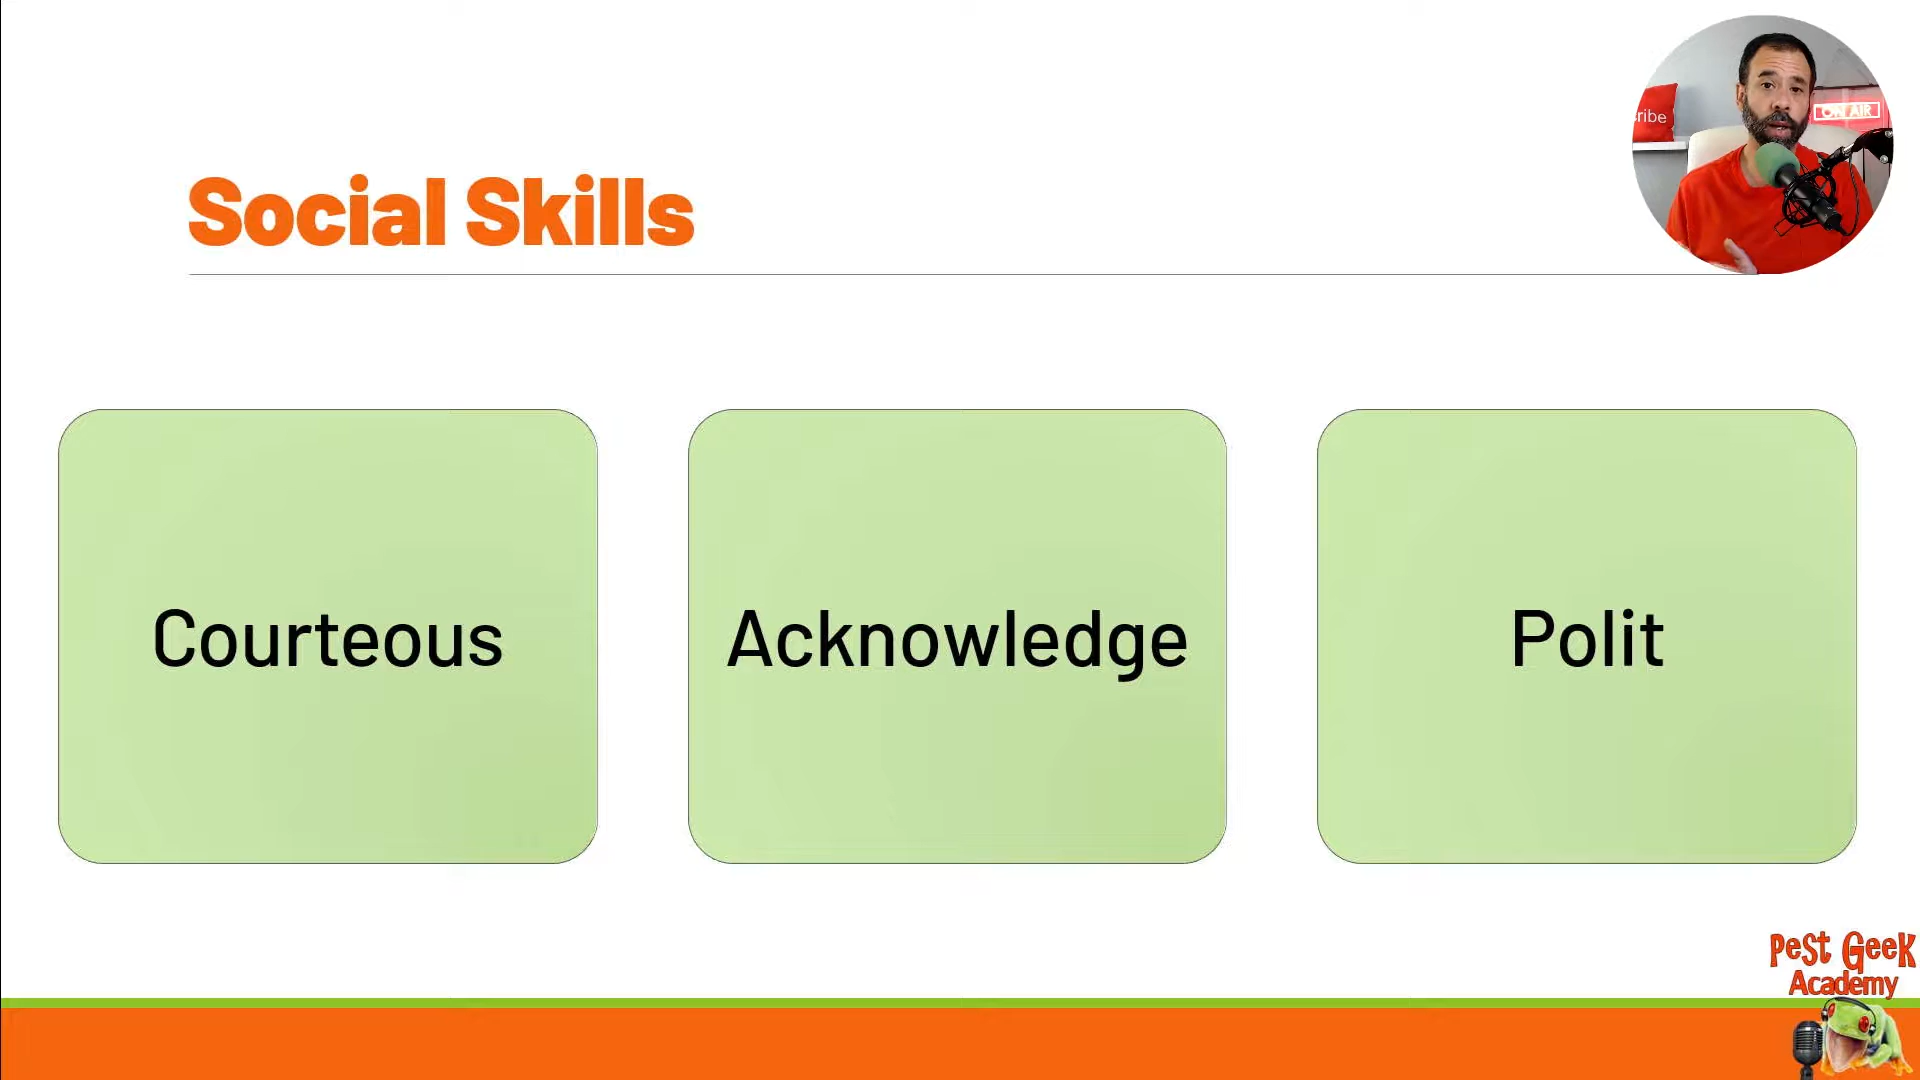 ribe
ON AIR
Social Skills
Courteous
Acknowledge
Polit
Pest Geek
Academy